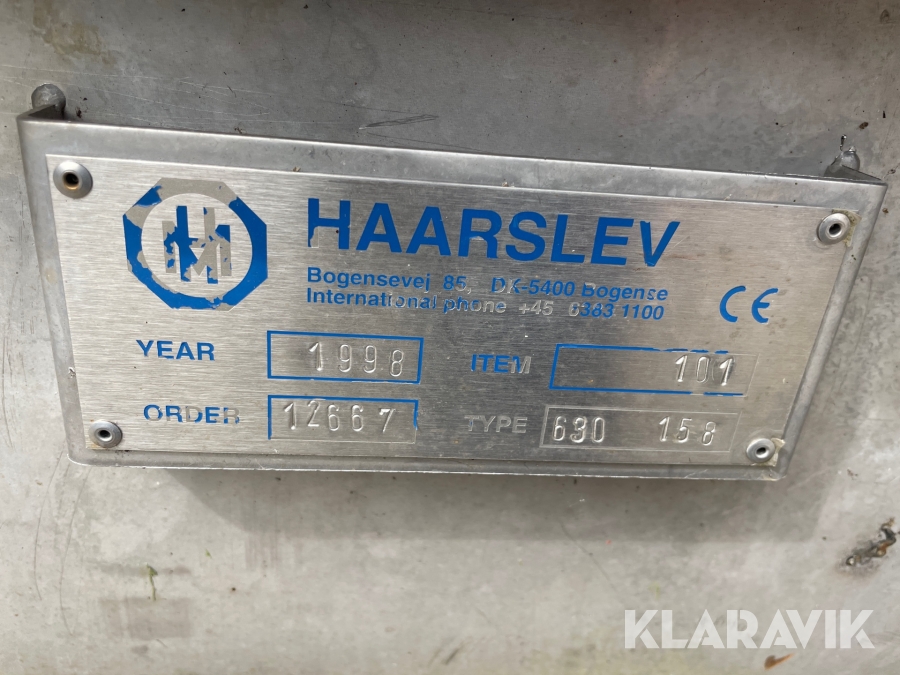 HAARSLEV
Bogensevej 85, DK-5400 Bogense
International phone +45 6383 1100
YEAR 1998 ITEM 101
ORDER 12667 TYPE 630 158
CE
KLARAVIK